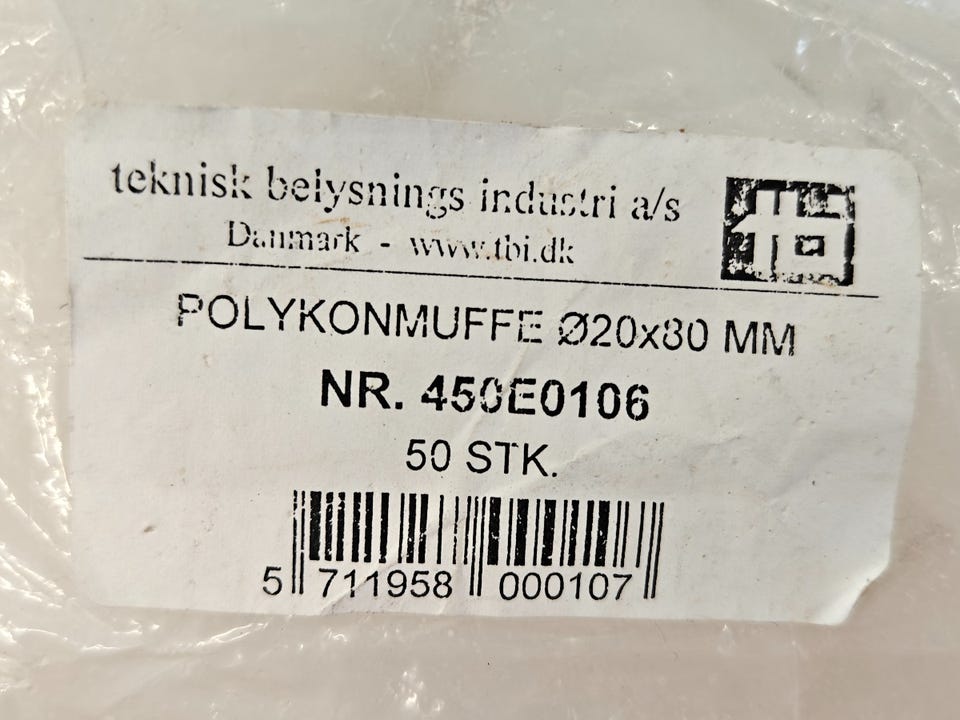 teknisk belysnings industri a/s
Danmark - www.tbi.dk
POLYKONMUFFE Ø20x80 MM
NR. 450E0106
50 STK.
5 711958 000107